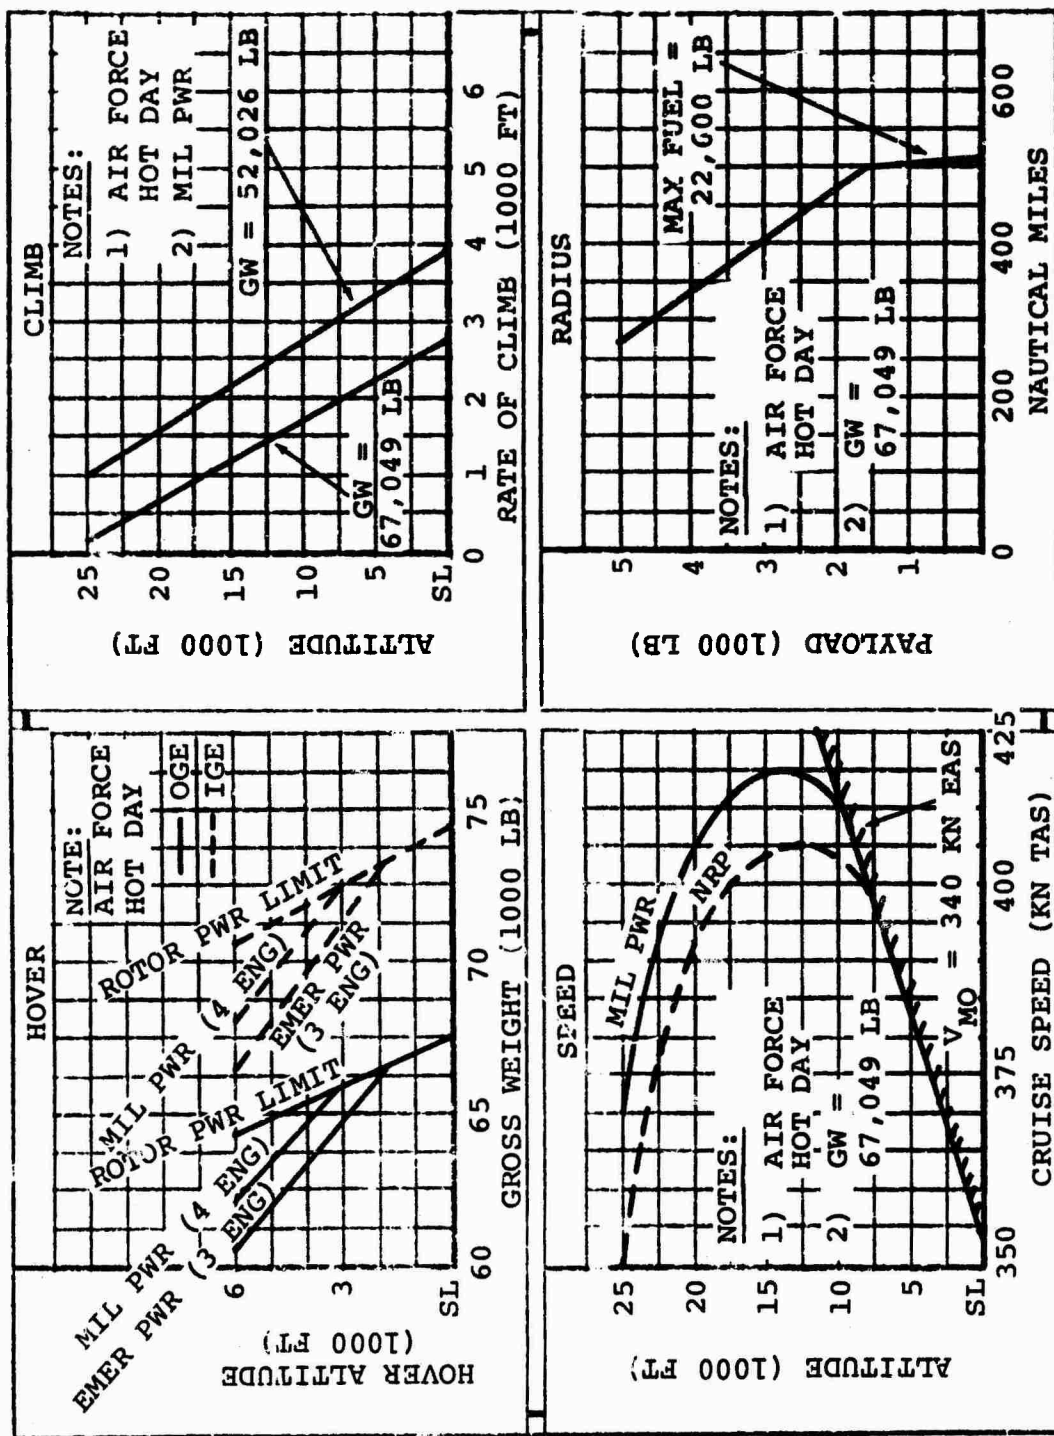 HOVER
NOTE:
AIR FORCE
HOT DAY
OGE
IGE
ROTOR PWR LIMIT
MIL PWR (4 ENG)
EMER PWR
(3 ENG)
ROTOR PWR LIMIT
MIL PWR (4 ENG)
EMER PWR (3 ENG)
HOVER ALTITUDE
(1000 FT)
6
3
SL
60 65 70 75
GROSS WEIGHT (1000 LB)
CLIMB
NOTES:
1) AIR FORCE
HOT DAY
2) MIL PWR
GW = 52,026 LB
GW =
67,049 LB
ALTITUDE (1000 FT)
25
20
15
10
5
SL
0 1 2 3 4 5 6
RATE OF CLIMB (1000 FT)
SPEED
MIL PWR
NRP
NOTES:
1) AIR FORCE
HOT DAY
2) GW =
67,049 LB
VMO = 340 KN EAS
ALTITUDE
(1000 FT)
25
20
15
10
5
SL
350 375 400 425
CRUISE SPEED (KN TAS)
RADIUS
MAX FUEL =
22,600 LB
NOTES:
1) AIR FORCE
HOT DAY
2) GW =
67,049 LB
PAYLOAD (1000 LB)
5
4
3
2
1
0 200 400 600
NAUTICAL MILES